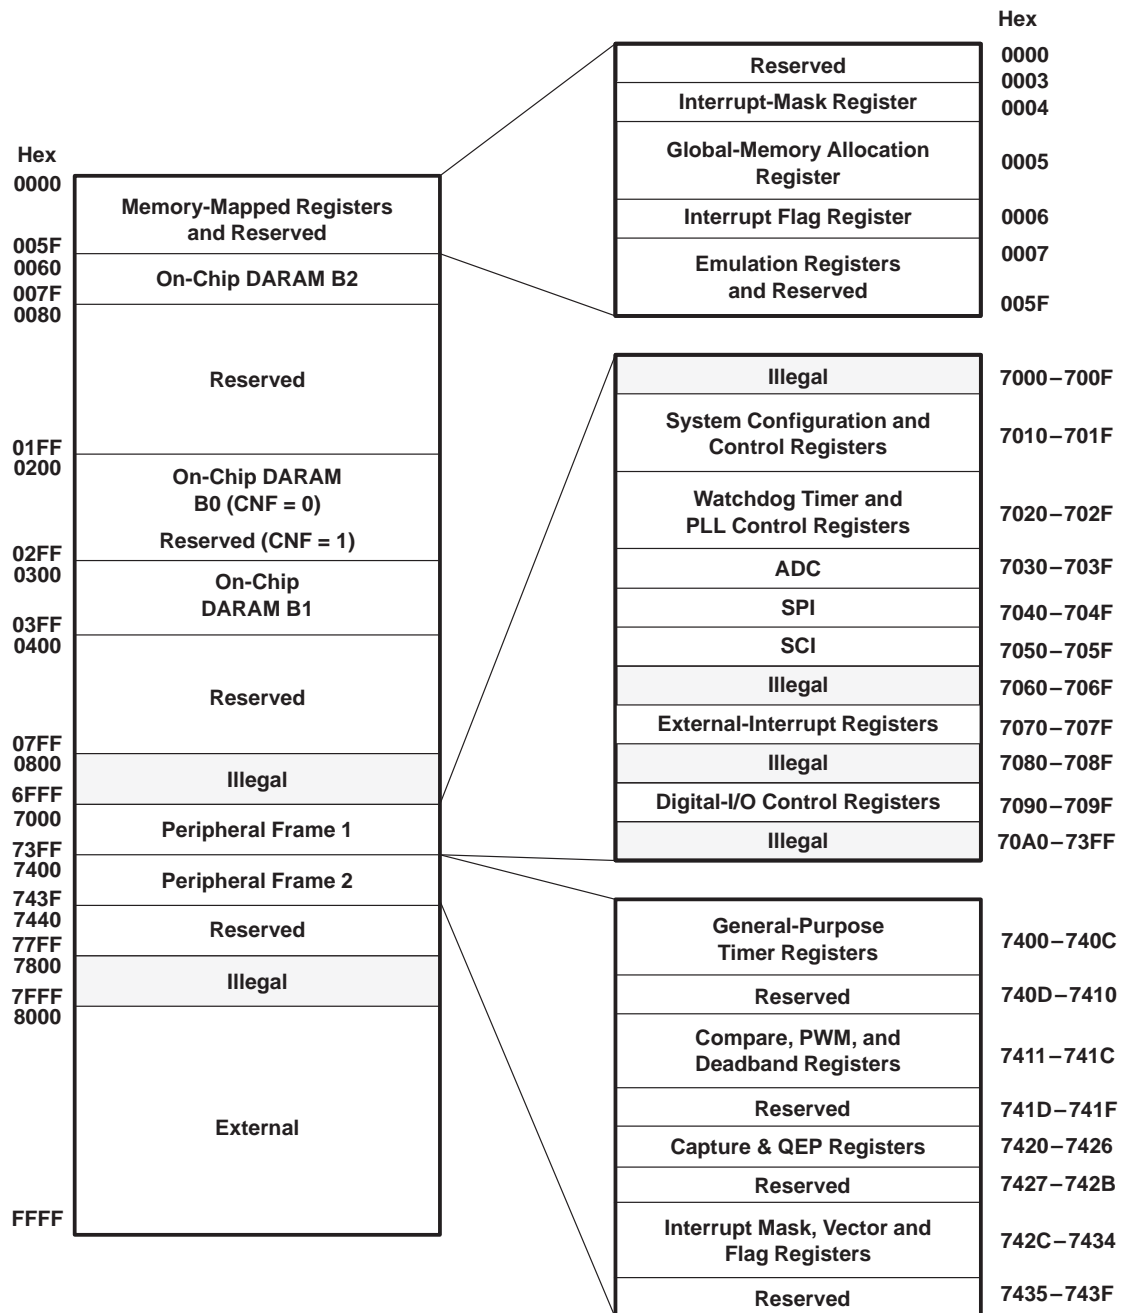 Hex
0000
Memory-Mapped Registers
and Reserved
005F
0060
On-Chip DARAM B2
007F
0080
Reserved
01FF
0200
On-Chip DARAM
B0 (CNF = 0)
Reserved (CNF = 1)
02FF
0300
On-Chip
DARAM B1
03FF
0400
Reserved
07FF
0800
Illegal
6FFF
7000
Peripheral Frame 1
73FF
7400
Peripheral Frame 2
743F
7440
Reserved
77FF
7800
Illegal
7FFF
8000
External
FFFF
Hex
Reserved
0000
0003
Interrupt-Mask Register
0004
Global-Memory Allocation
Register
0005
Interrupt Flag Register
0006
Emulation Registers
and Reserved
0007
005F
Illegal
7000–700F
System Configuration and
Control Registers
7010–701F
Watchdog Timer and
PLL Control Registers
7020–702F
ADC
7030–703F
SPI
7040–704F
SCI
7050–705F
Illegal
7060–706F
External-Interrupt Registers
7070–707F
Illegal
7080–708F
Digital-I/O Control Registers
7090–709F
Illegal
70A0–73FF
General-Purpose
Timer Registers
7400–740C
Reserved
740D–7410
Compare, PWM, and
Deadband Registers
7411–741C
Reserved
741D–741F
Capture & QEP Registers
7420–7426
Reserved
7427–742B
Interrupt Mask, Vector and
Flag Registers
742C–7434
Reserved
7435–743F